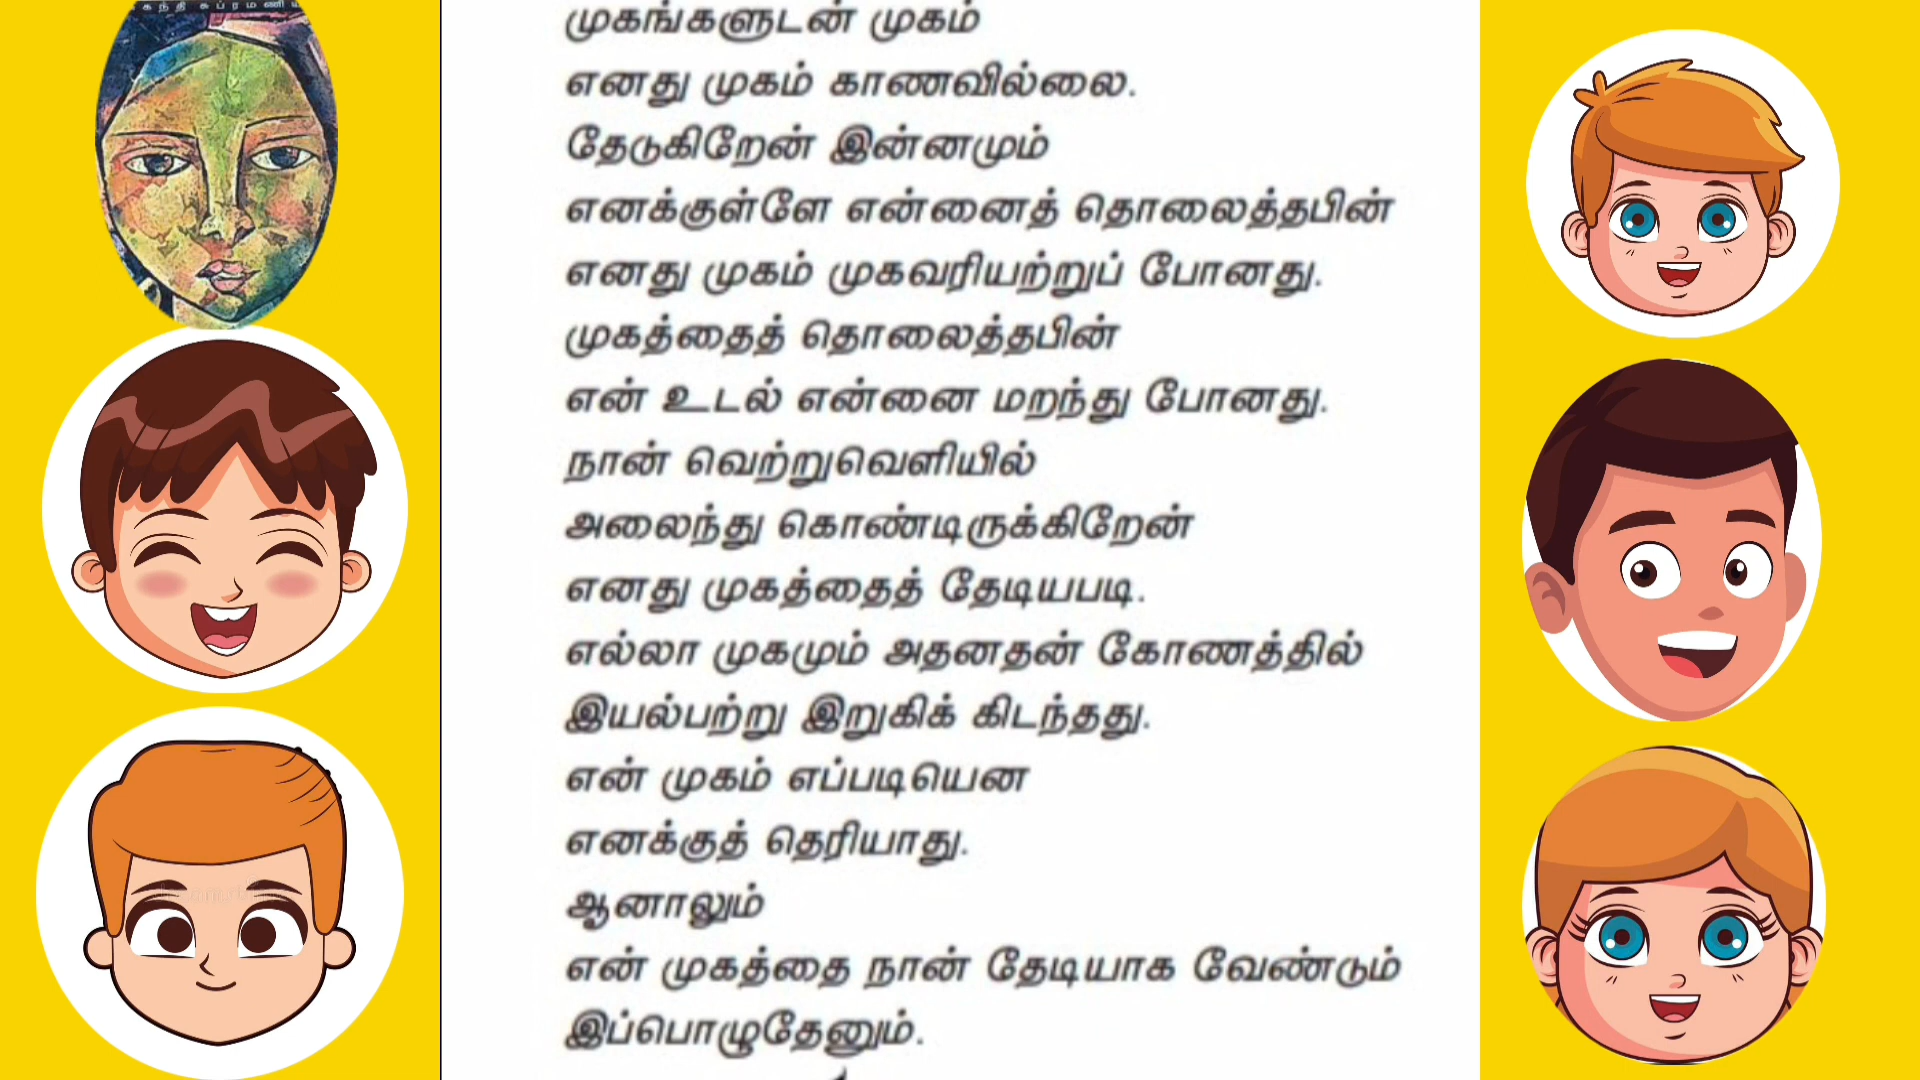 கந்தி சுப்ரமணி
முகங்களுடன் முகம்
எனது முகம் காணவில்லை.
தேடுகிறேன் இன்னமும்
எனக்குள்ளே என்னைத் தொலைத்தபின்
எனது முகம் முகவரியற்றுப் போனது.
முகத்தைத் தொலைத்தபின்
என் உடல் என்னை மறந்து போனது.
நான் வெற்றுவெளியில்
அலைந்து கொண்டிருக்கிறேன்
எனது முகத்தைத் தேடியபடி.
எல்லா முகமும் அதனதன் கோணத்தில்
இயல்பற்று இறுகிக் கிடந்தது.
என் முகம் எப்படியென
எனக்குத் தெரியாது.
ஆனாலும்
என் முகத்தை நான் தேடியாக வேண்டும்
இப்பொழுதேனும்.